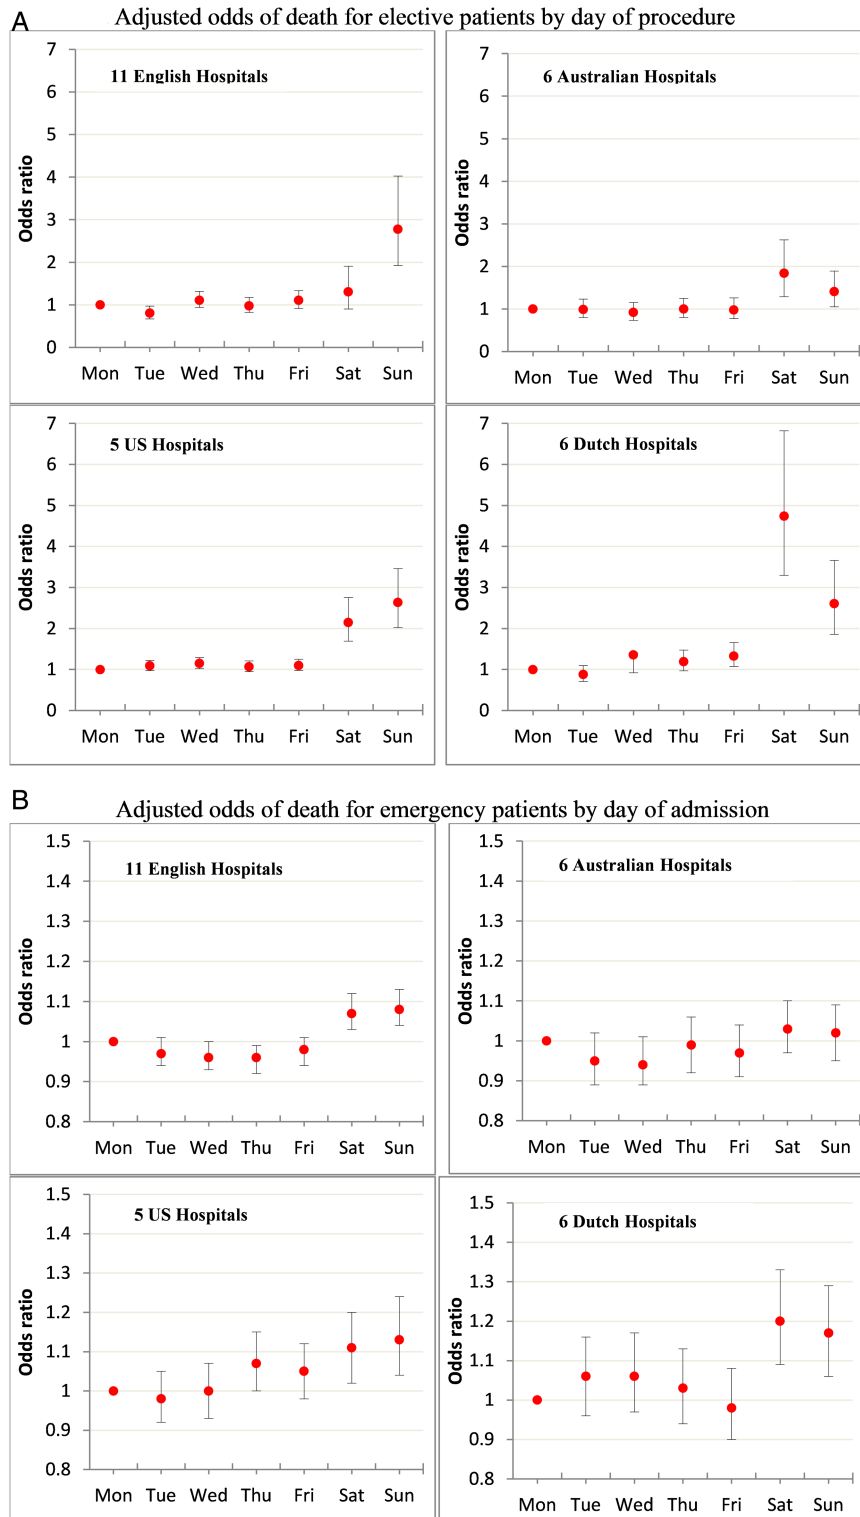 A
Adjusted odds of death for elective patients by day of procedure
11 English Hospitals
Odds ratio
7
6
5
4
3
2
1
0
Mon Tue Wed Thu Fri Sat Sun
6 Australian Hospitals
Odds ratio
7
6
5
4
3
2
1
0
Mon Tue Wed Thu Fri Sat Sun
5 US Hospitals
Odds ratio
7
6
5
4
3
2
1
0
Mon Tue Wed Thu Fri Sat Sun
6 Dutch Hospitals
Odds ratio
7
6
5
4
3
2
1
0
Mon Tue Wed Thu Fri Sat Sun
B
Adjusted odds of death for emergency patients by day of admission
11 English Hospitals
Odds ratio
1.5
1.4
1.3
1.2
1.1
1
0.9
0.8
Mon Tue Wed Thu Fri Sat Sun
6 Australian Hospitals
Odds ratio
1.5
1.4
1.3
1.2
1.1
1
0.9
0.8
Mon Tue Wed Thu Fri Sat Sun
5 US Hospitals
Odds ratio
1.5
1.4
1.3
1.2
1.1
1
0.9
0.8
Mon Tue Wed Thu Fri Sat Sun
6 Dutch Hospitals
Odds ratio
1.5
1.4
1.3
1.2
1.1
1.0
0.9
0.8
Mon Tue Wed Thu Fri Sat Sun